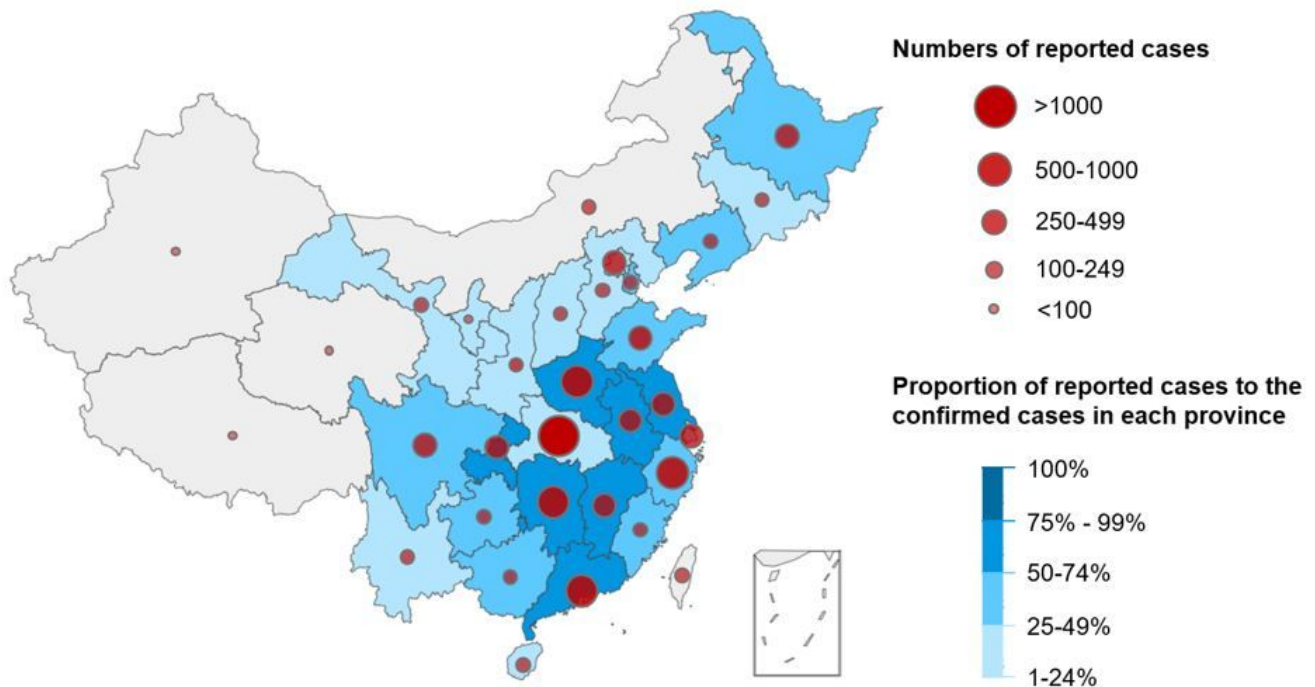 Numbers of reported cases
>1000
500-1000
250-499
100-249
<100
Proportion of reported cases to the
confirmed cases in each province
100%
75% - 99%
50-74%
25-49%
1-24%